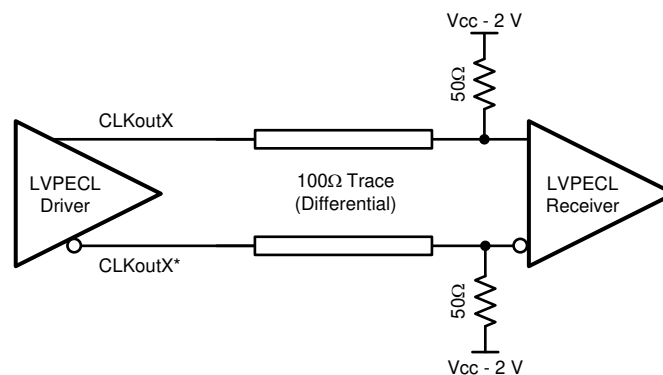 Vcc - 2 V
50Ω
CLKoutX
LVPECL
Driver
100Ω Trace
(Differential)
LVPECL
Receiver
CLKoutX*
50Ω
Vcc - 2 V